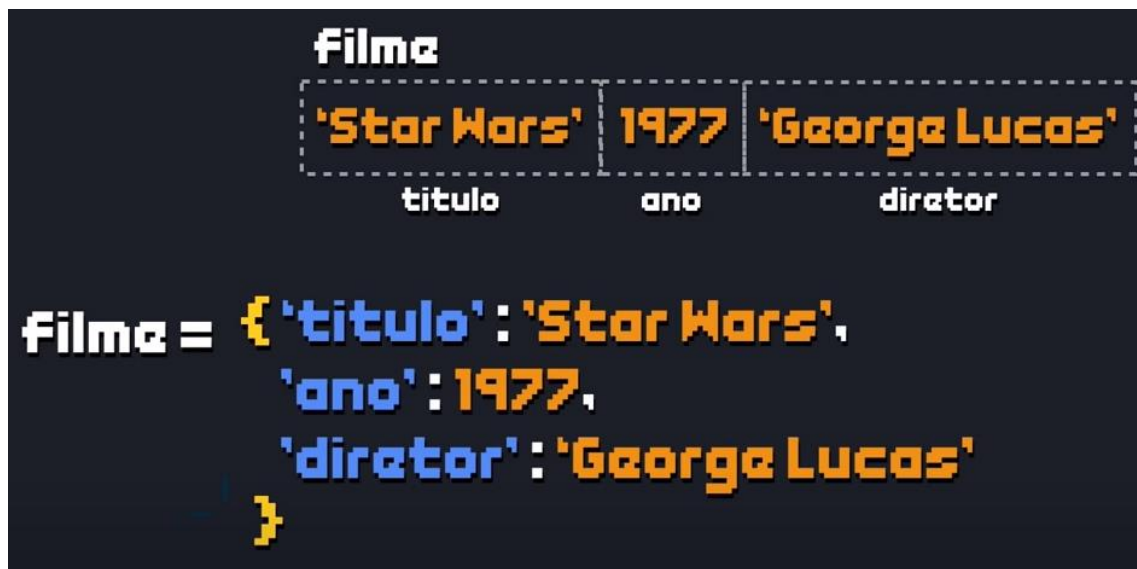 filme
'Star Wars' 1977 'George Lucas'
titulo ano diretor
filme = {'titulo':'Star Wars',
'ano':1977,
'diretor':'George Lucas'
}